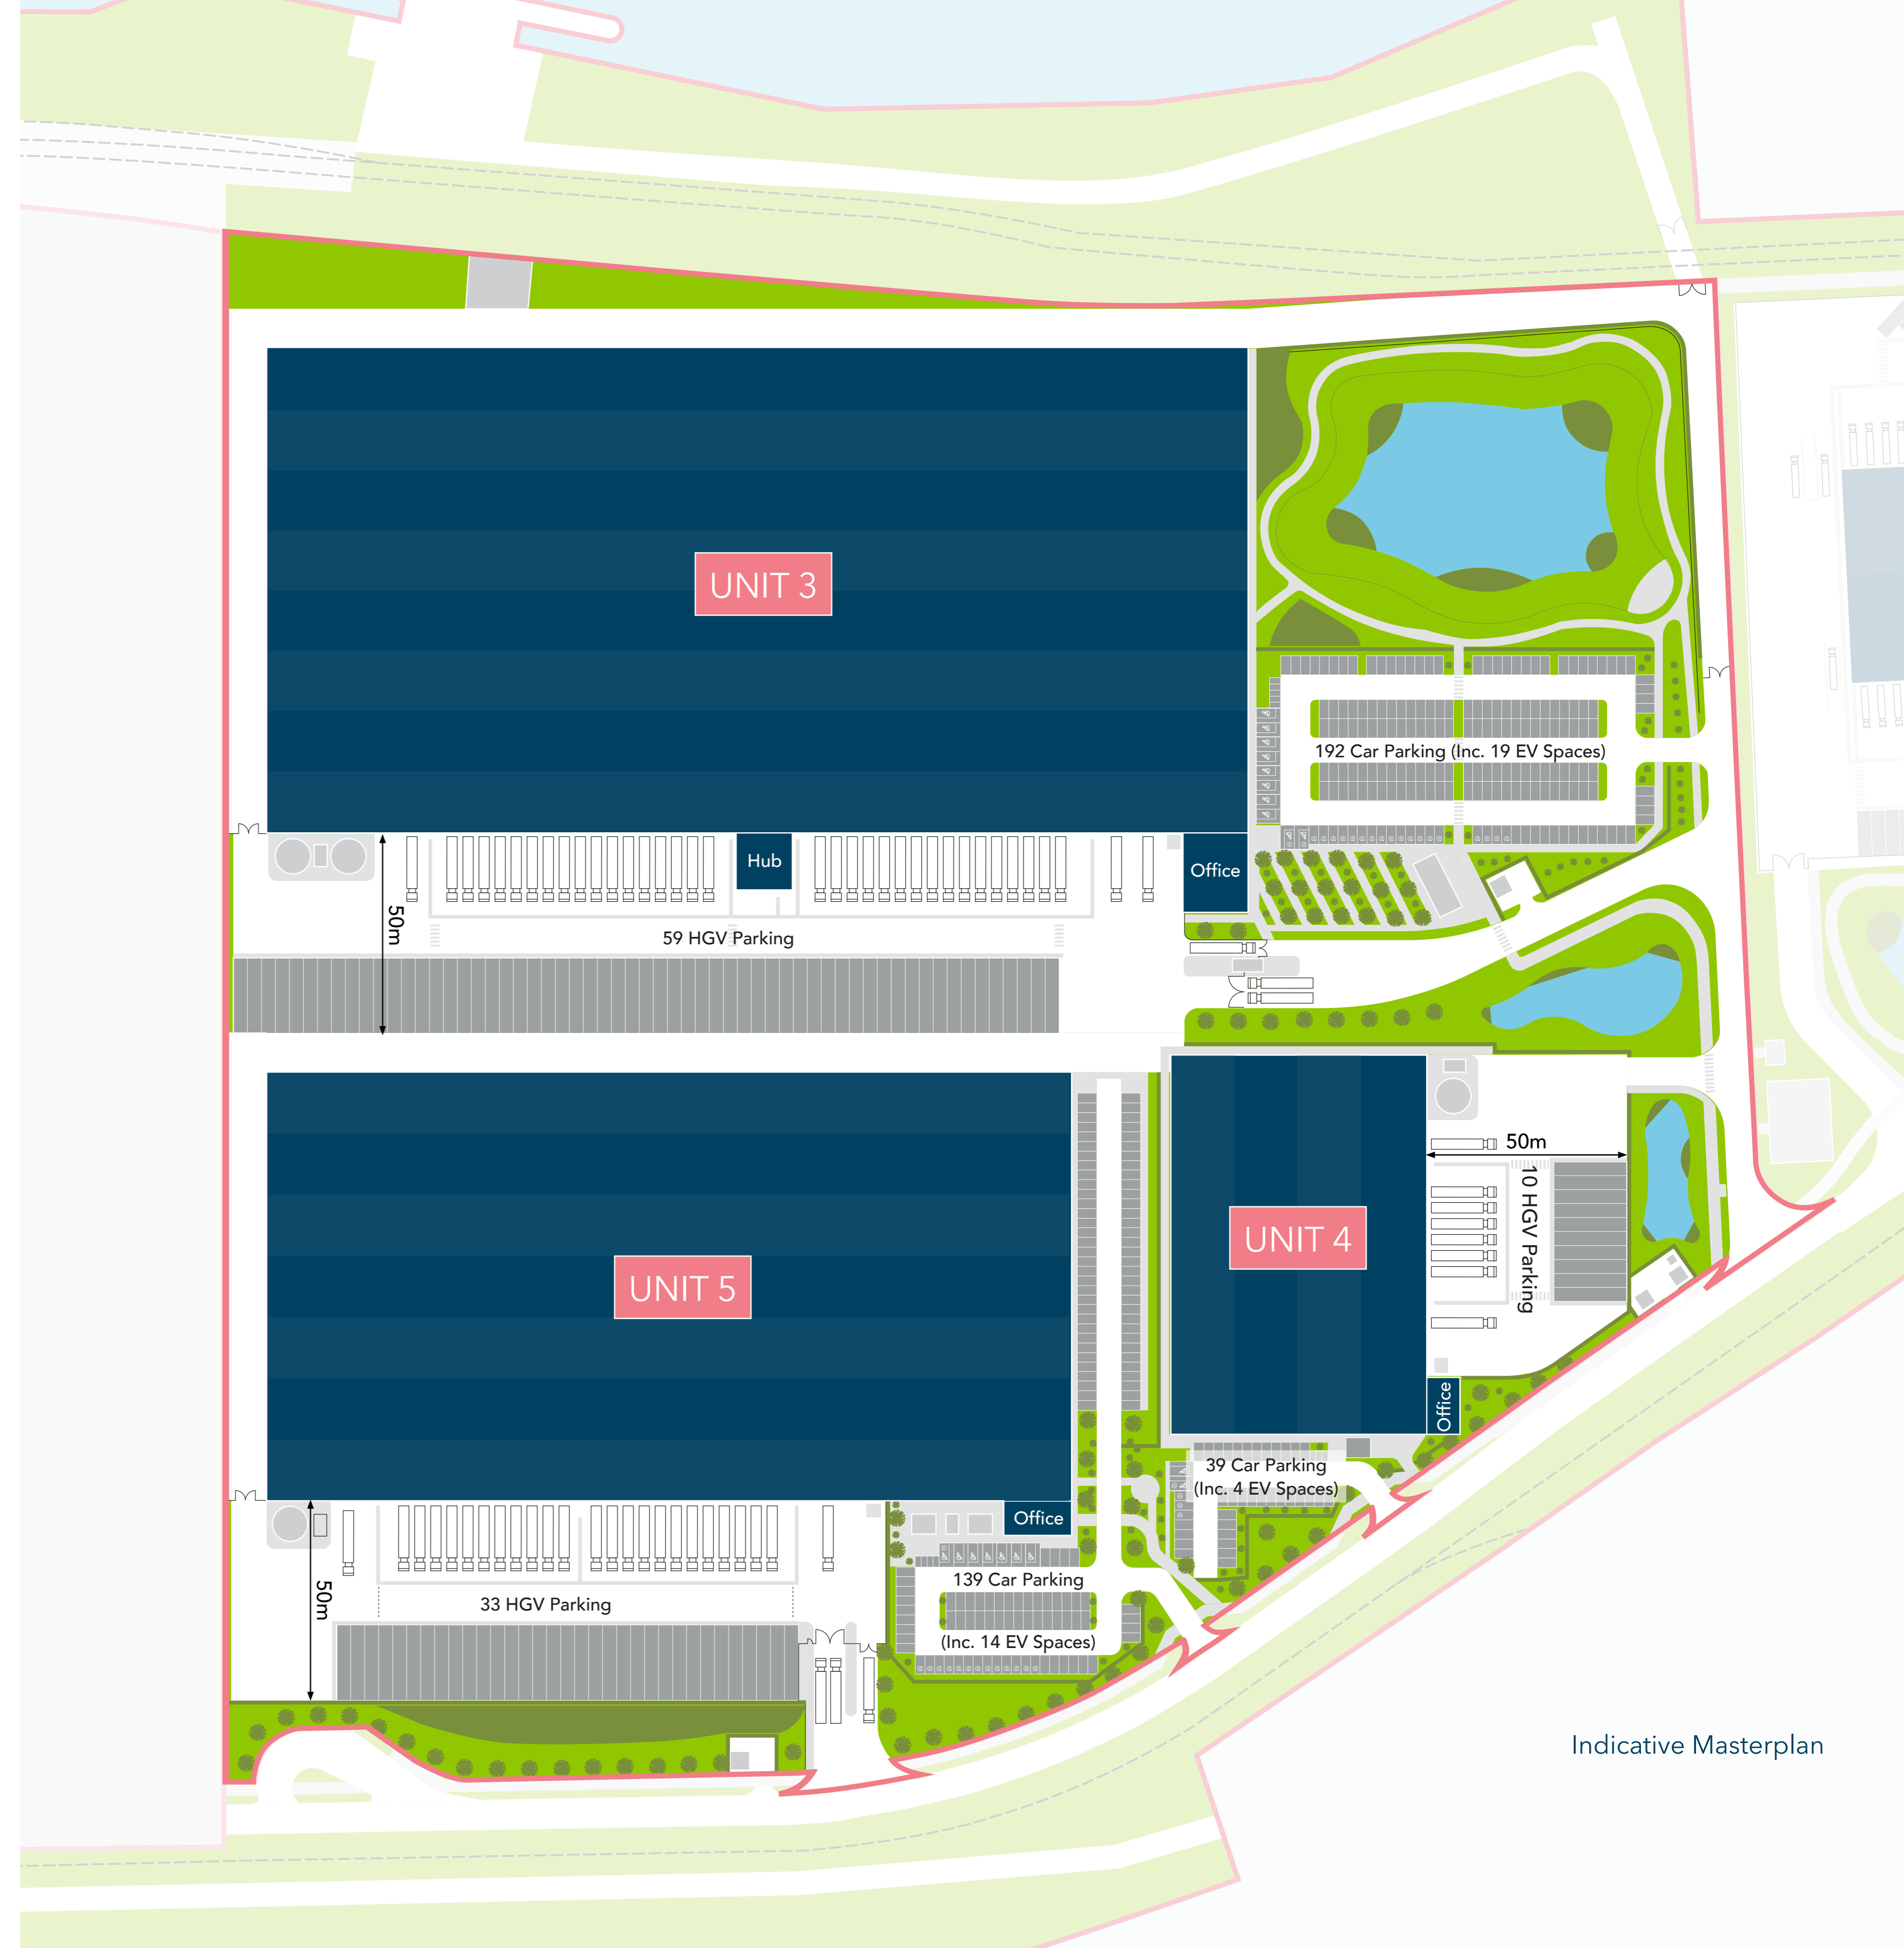 UNIT 3
192 Car Parking (Inc. 19 EV Spaces)
Hub
Office
50m
59 HGV Parking
UNIT 4
50m
10 HGV Parking
Office
UNIT 5
39 Car Parking
(Inc. 4 EV Spaces)
Office
50m
33 HGV Parking
139 Car Parking
(Inc. 14 EV Spaces)
Indicative Masterplan